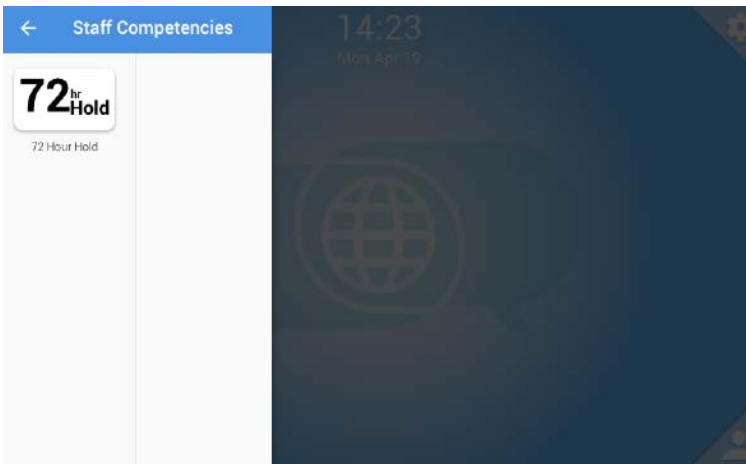 Staff Competencies
14:23
Mon Apr 19
72 hr Hold
72 Hour Hold